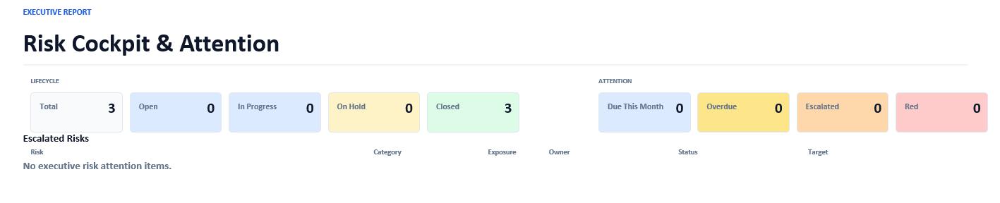 EXECUTIVE REPORT
Risk Cockpit & Attention
LIFECYCLE ATTENTION
Total 3 Open 0 In Progress 0 On Hold 0 Closed 3 Due This Month 0 Overdue 0 Escalated 0 Red 0
Escalated Risks
Risk Category Exposure Owner Status Target
No executive risk attention items.